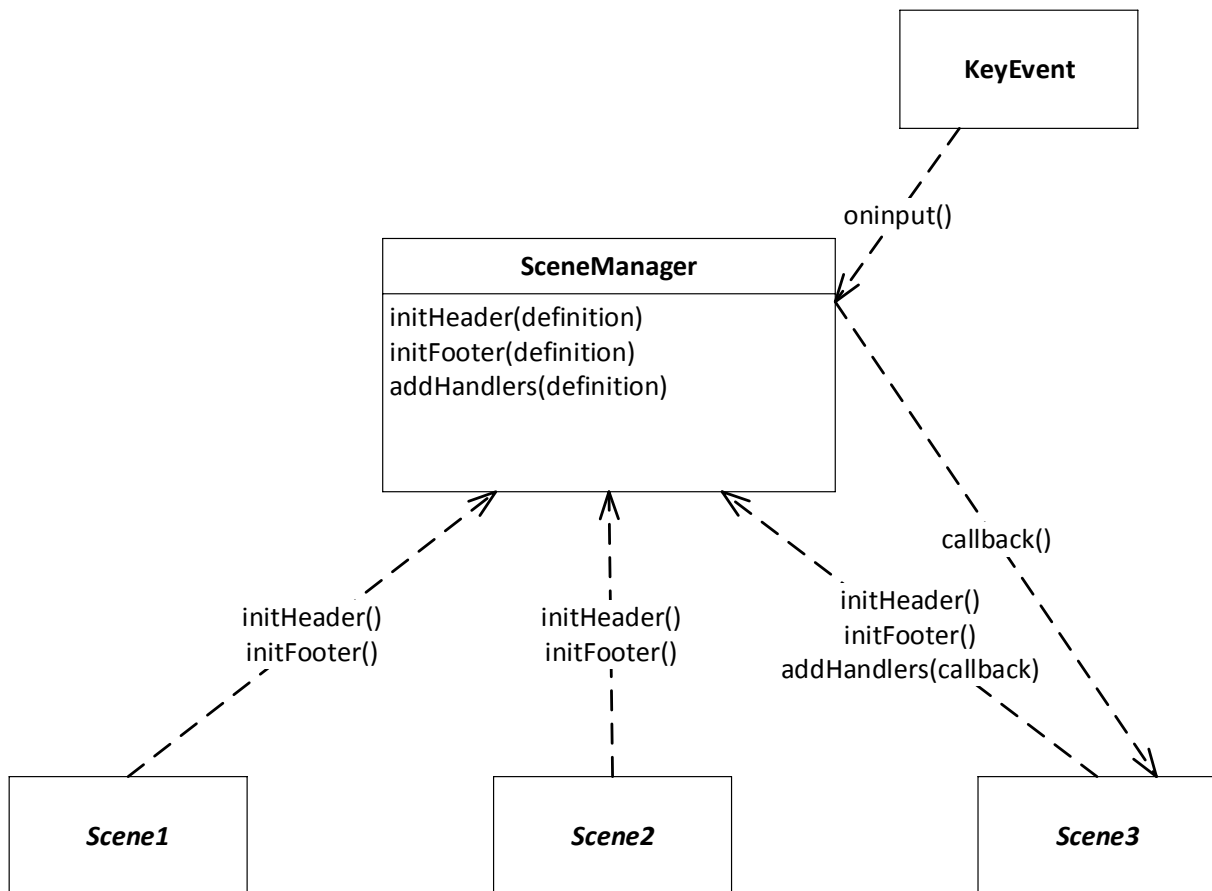 KeyEvent
oninput()
SceneManager
initHeader(definition)
initFooter(definition)
addHandlers(definition)
callback()
initHeader()
initFooter()
initHeader()
initFooter()
initHeader()
initFooter()
addHandlers(callback)
Scene1
Scene2
Scene3